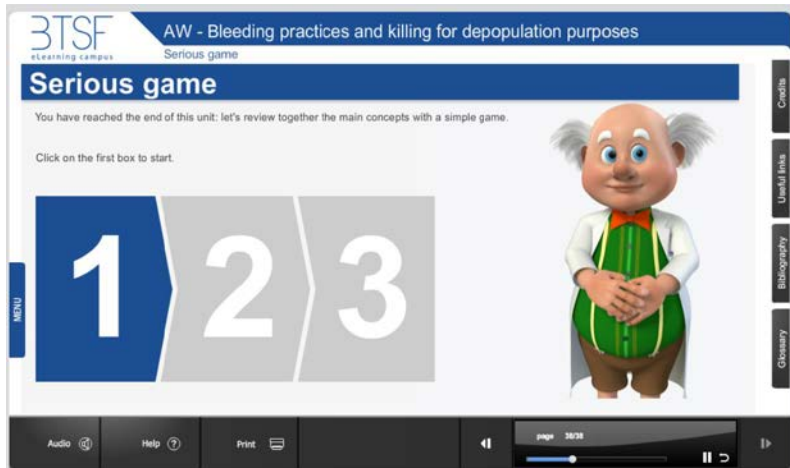 BTSF
eLearning campus
AW - Bleeding practices and killing for depopulation purposes
Serious game
Serious game
You have reached the end of this unit: let's review together the main concepts with a simple game.
Click on the first box to start.
1 2 3
MENU
Credits
Useful links
Bibliography
Glossary
Audio
Help ?
Print
page 38/38